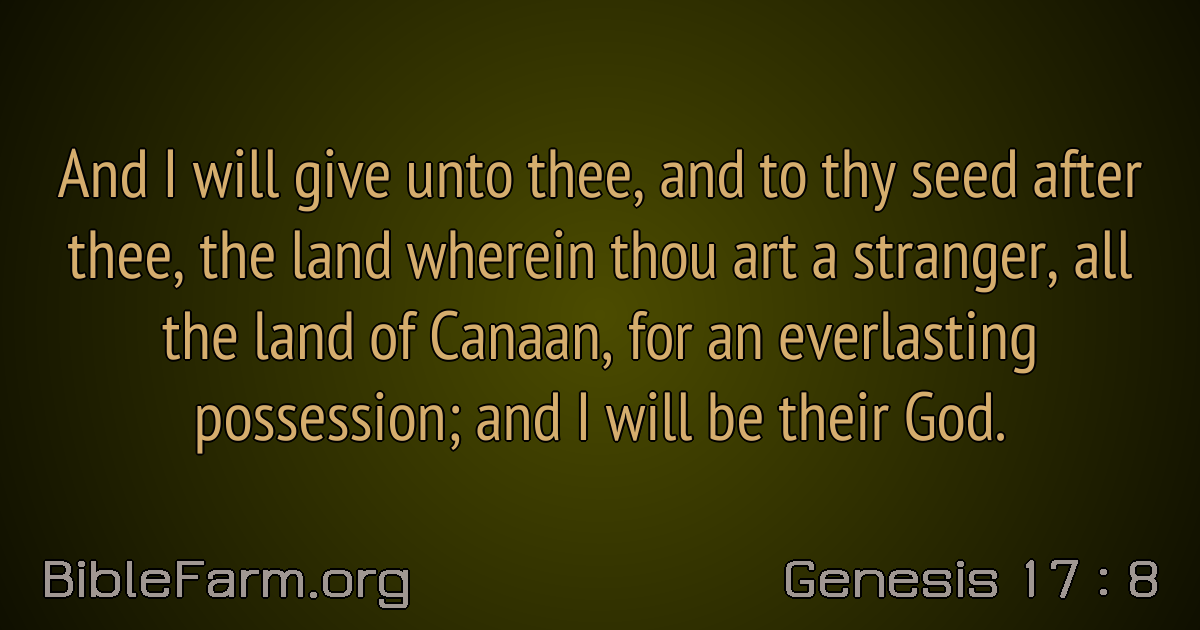 And I will give unto thee, and to thy seed after
thee, the land wherein thou art a stranger, all
the land of Canaan, for an everlasting
possession; and I will be their God.
BibleFarm.org
Genesis 17 : 8